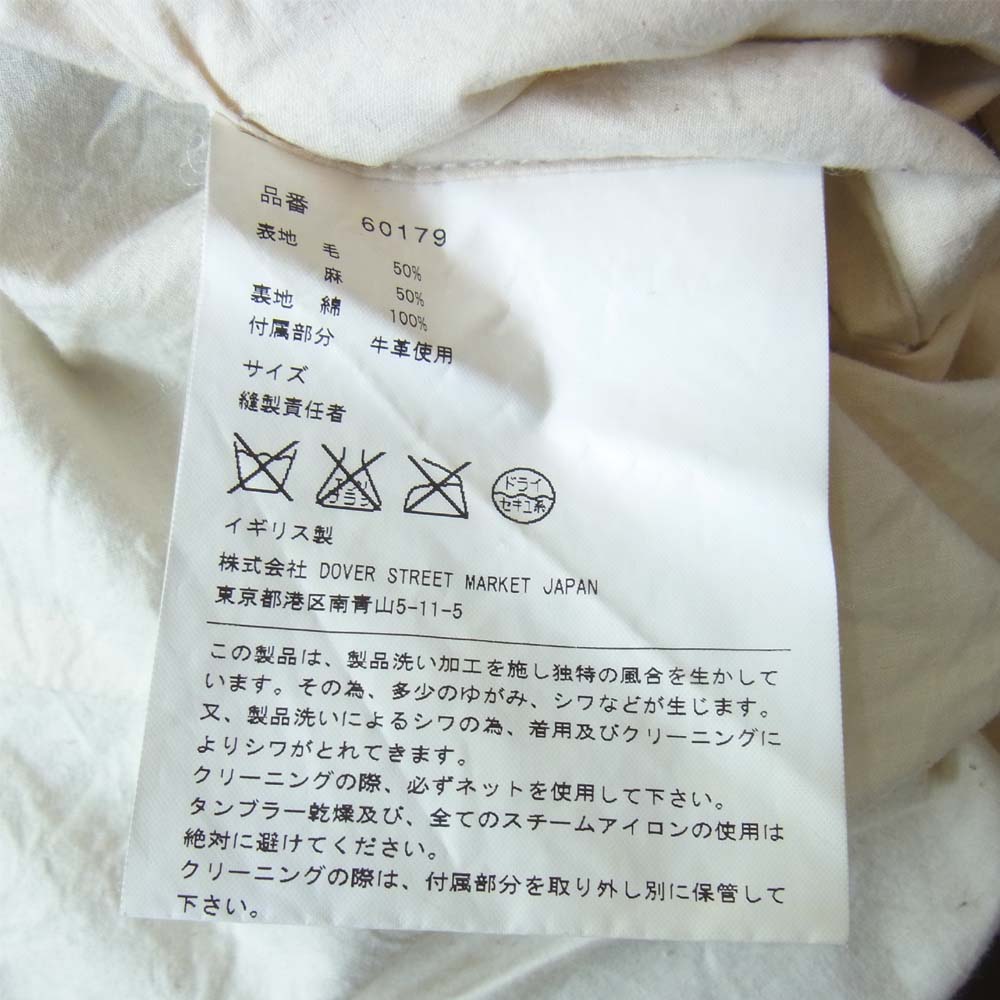 品番 60179
表地 毛 50%
麻 50%
裏地 綿 100%
付属部分 牛革使用
サイズ
縫製責任者
ドライ
セキユ系
イギリス製
株式会社 DOVER STREET MARKET JAPAN
東京都港区南青山5-11-5
この製品は、製品洗い加工を施し独特の風合を生かして
います。その為、多少のゆがみ、シワなどが生じます。
又、製品洗いによるシワの為、着用及びクリーニングに
よりシワがとれてきます。
クリーニングの際、必ずネットを使用して下さい。
タンブラー乾燥及び、全てのスチームアイロンの使用は
絶対に避けてください。
クリーニングの際は、付属部分を取り外し別に保管して
下さい。